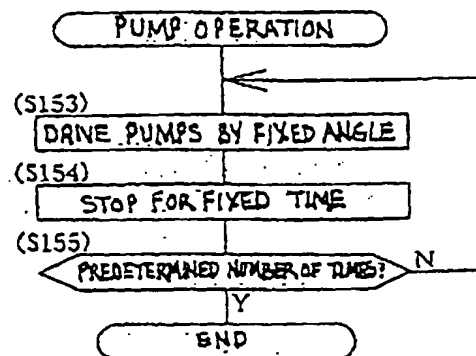 PUMP OPERATION
(S153)
DRIVE PUMPS BY FIXED ANGLE
(S154)
STOP FOR FIXED TIME
(S155)
PREDETERMINED NUMBER OF TIMES?
N
Y
END